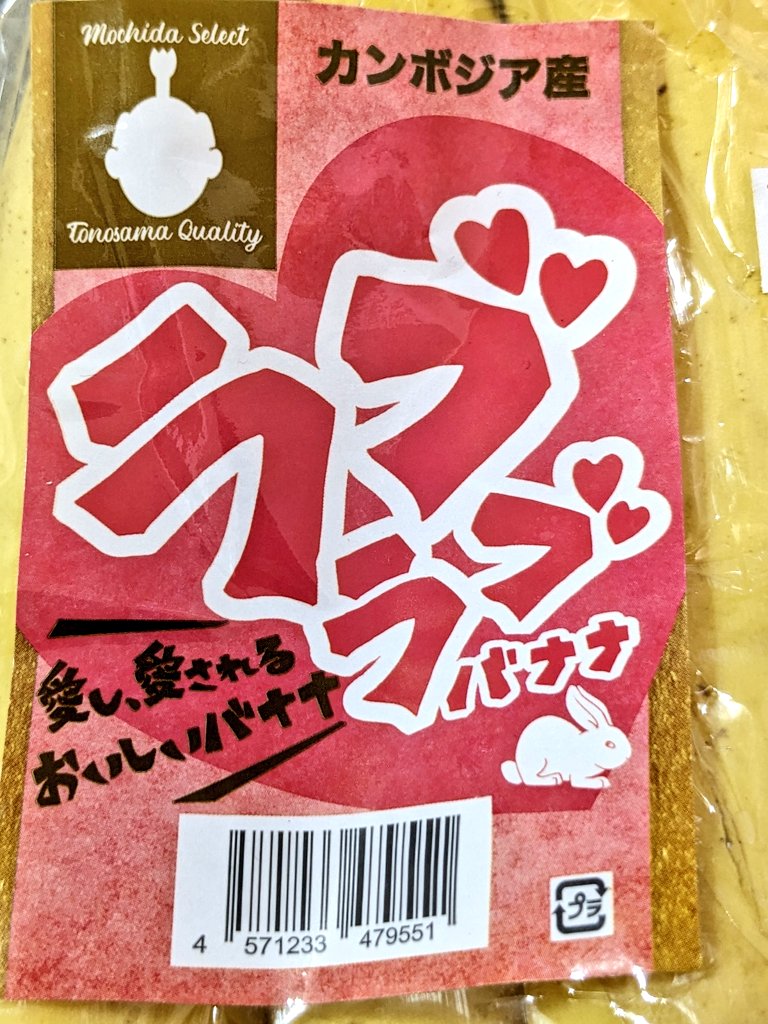 Mochida Select
Tonosama Quality
カンボジア産
ラブ
ラブ
バナナ
愛し、愛される
おいしいバナナ
4 571233 479551
プラ